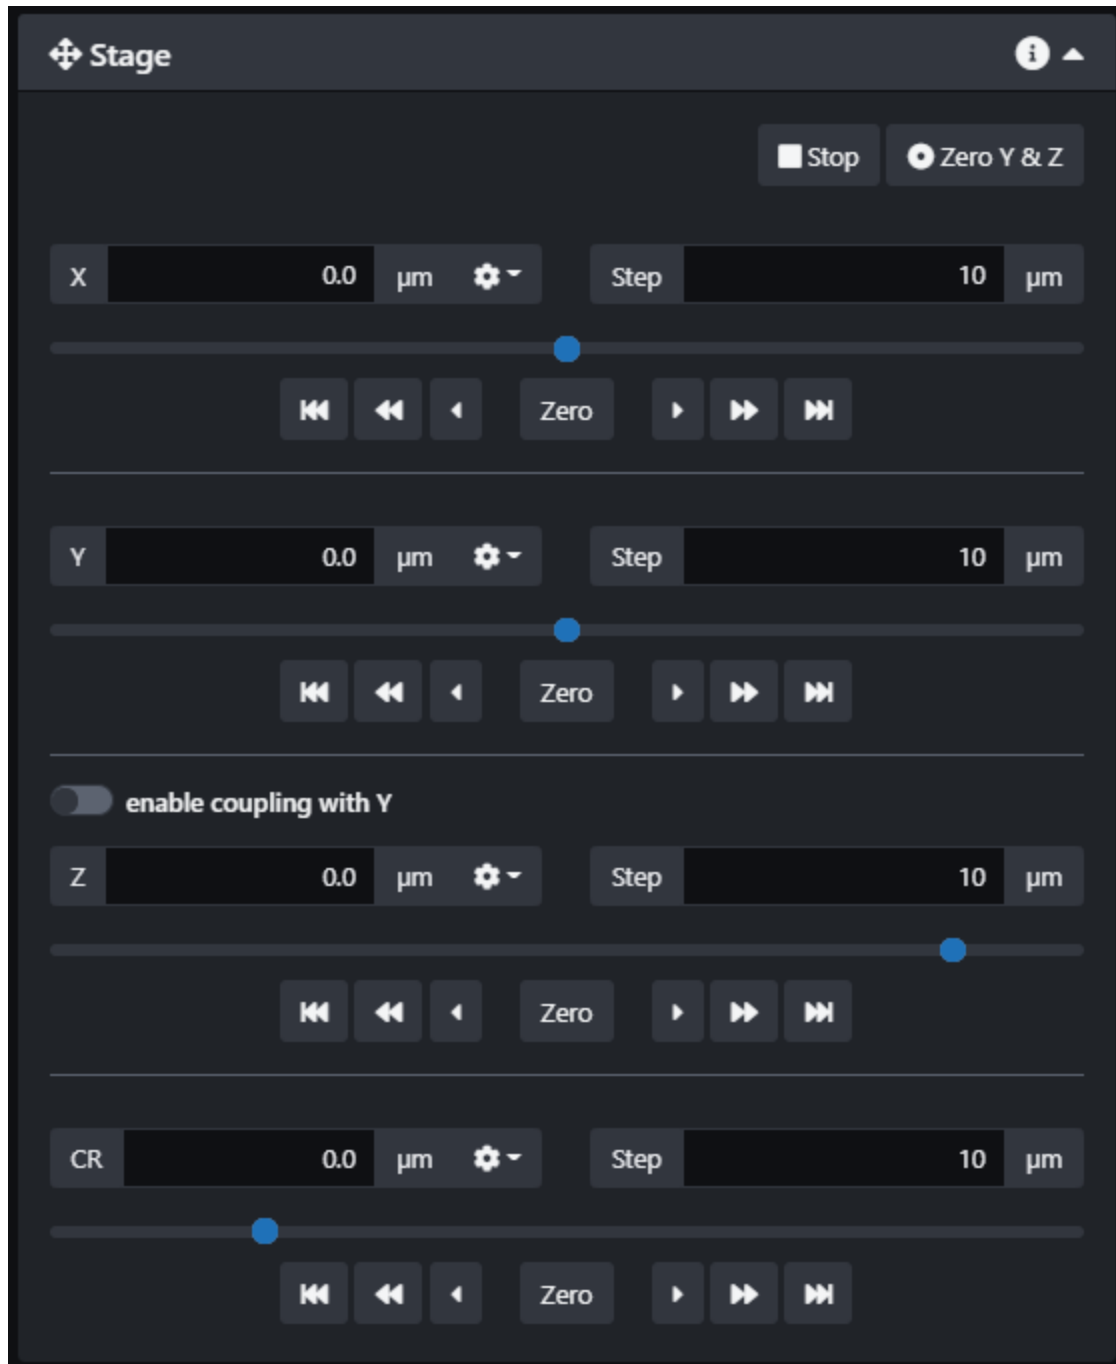 Stage
Stop Zero Y & Z
X 0.0 µm Step 10 µm
Zero
Y 0.0 µm Step 10 µm
Zero
enable coupling with Y
Z 0.0 µm Step 10 µm
Zero
CR 0.0 µm Step 10 µm
Zero